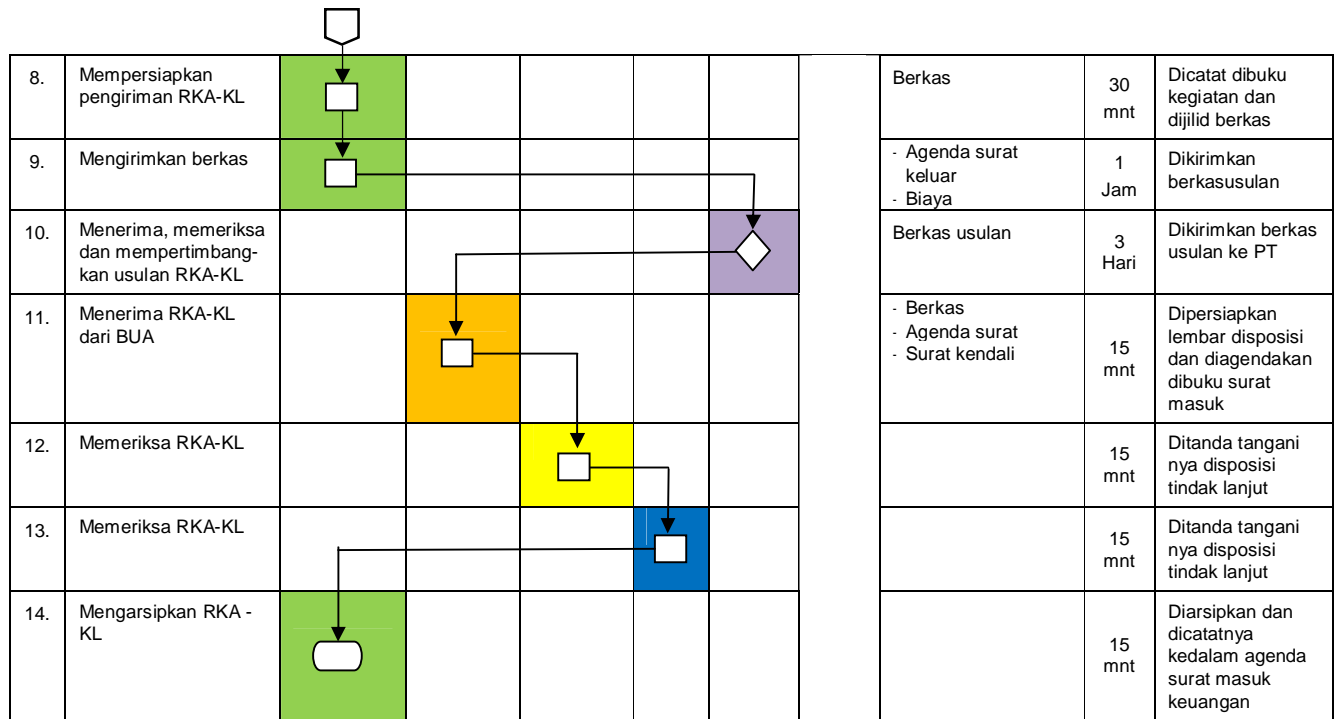 8.
Mempersiapkan
pengiriman RKA-KL
Berkas
30
mnt
Dicatat dibuku
kegiatan dan
dijilid berkas
9.
Mengirimkan berkas
- Agenda surat
keluar
- Biaya
1
Jam
Dikirimkan
berkasusulan
10.
Menerima, memeriksa
dan mempertimbang-
kan usulan RKA-KL
Berkas usulan
3
Hari
Dikirimkan berkas
usulan ke PT
11.
Menerima RKA-KL
dari BUA
- Berkas
- Agenda surat
- Surat kendali
15
mnt
Dipersiapkan
lembar disposisi
dan diagendakan
dibuku surat
masuk
12.
Memeriksa RKA-KL
15
mnt
Ditanda tangani
nya disposisi
tindak lanjut
13.
Memeriksa RKA-KL
15
mnt
Ditanda tangani
nya disposisi
tindak lanjut
14.
Mengarsipkan RKA -
KL
15
mnt
Diarsipkan dan
dicatatnya
kedalam agenda
surat masuk
keuangan